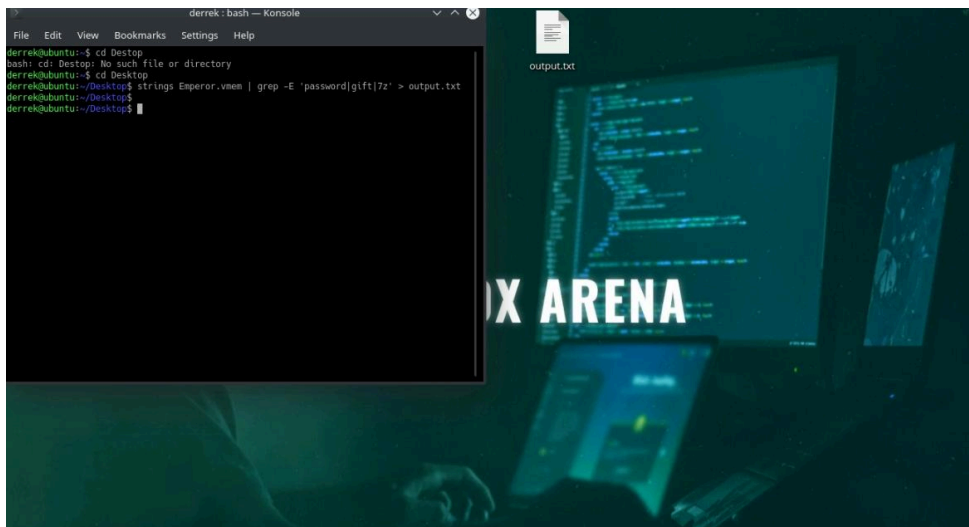 derrek : bash — Konsole
File Edit View Bookmarks Settings Help
derrek@ubuntu:~$ cd Destop
bash: cd: Destop: No such file or directory
derrek@ubuntu:~$ cd Desktop
derrek@ubuntu:~/Desktop$ strings Emperor.vmem | grep -E 'password|gift|7z' > output.txt
derrek@ubuntu:~/Desktop$
derrek@ubuntu:~/Desktop$
output.txt
X ARENA